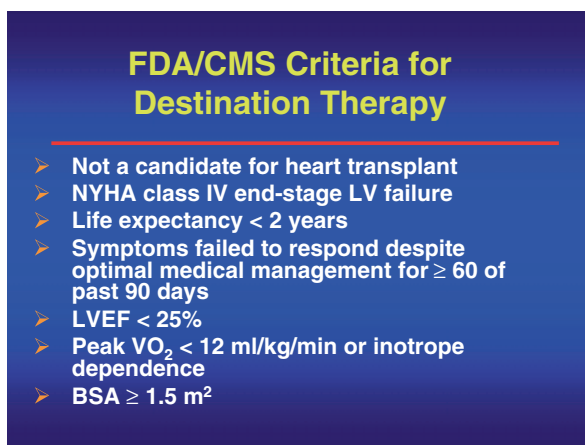 FDA/CMS Criteria for
Destination Therapy
➢ Not a candidate for heart transplant
➢ NYHA class IV end-stage LV failure
➢ Life expectancy < 2 years
➢ Symptoms failed to respond despite
optimal medical management for ≥ 60 of
past 90 days
➢ LVEF < 25%
➢ Peak VO₂ < 12 ml/kg/min or inotrope
dependence
➢ BSA ≥ 1.5 m²